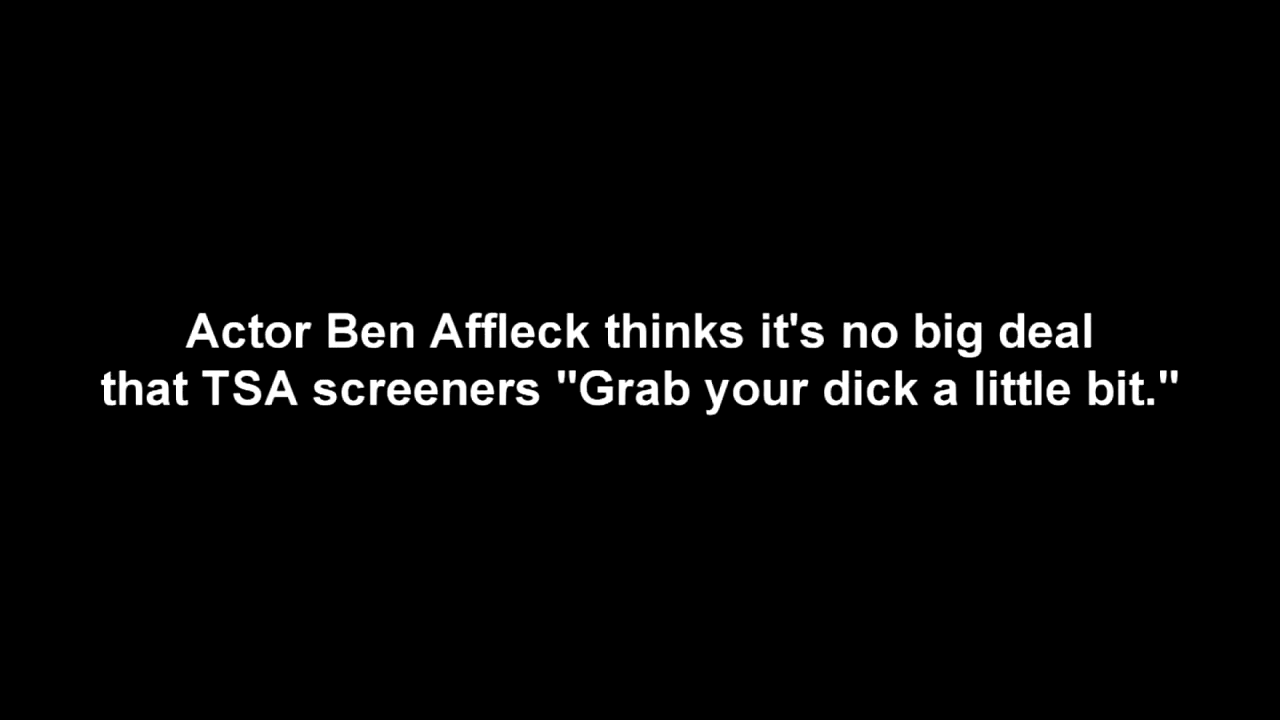 Actor Ben Affleck thinks it's no big deal
that TSA screeners "Grab your dick a little bit."